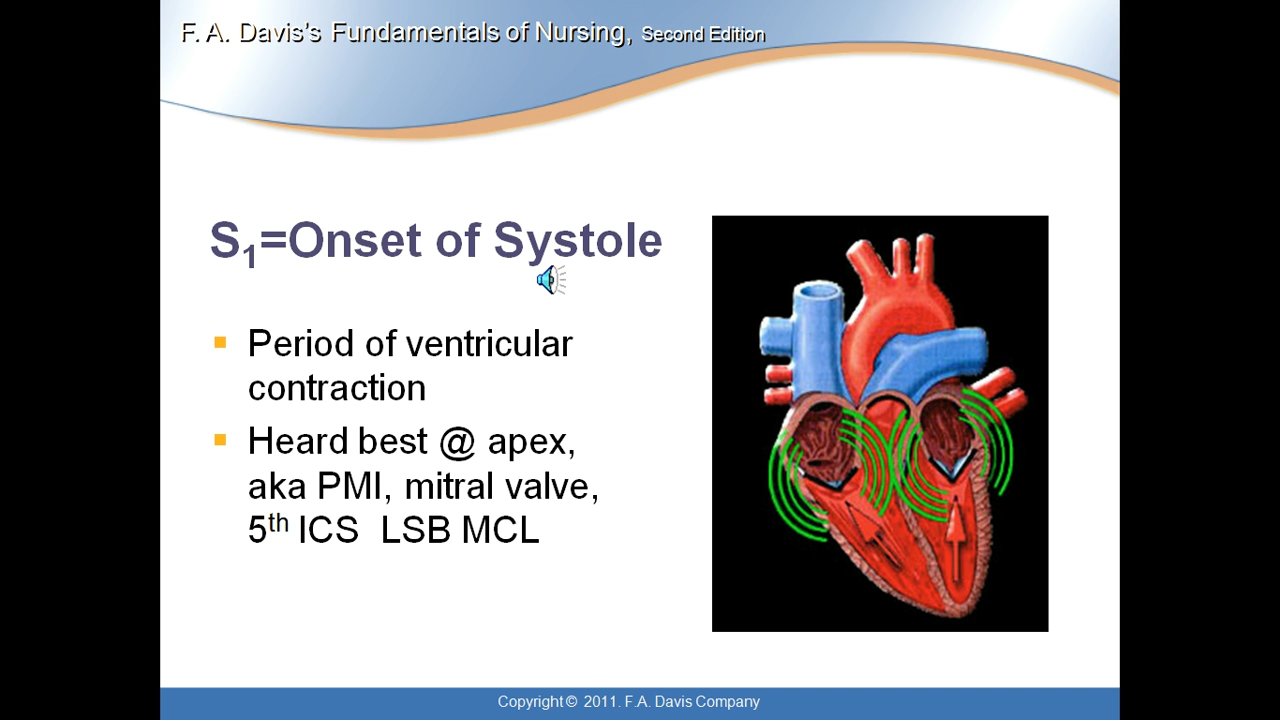 F. A. Davis's Fundamentals of Nursing, Second Edition
S₁=Onset of Systole
Period of ventricular
contraction
Heard best @ apex,
aka PMI, mitral valve,
5th ICS LSB MCL
Copyright © 2011. F.A. Davis Company